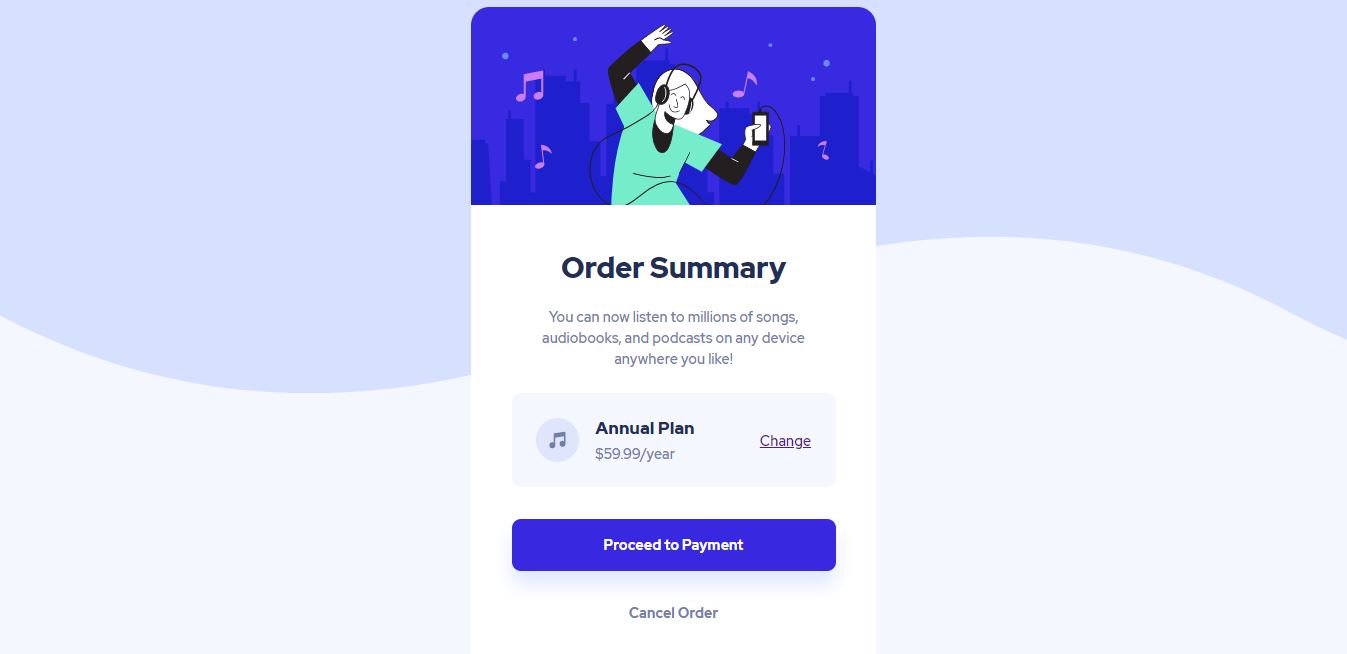 Order Summary
You can now listen to millions of songs,
audiobooks, and podcasts on any device
anywhere you like!
Annual Plan
$59.99/year
Change
Proceed to Payment
Cancel Order